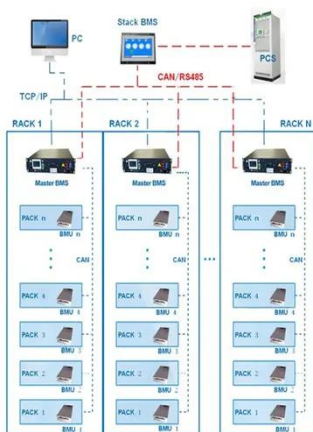 PC
Stack BMS
PCS
CAN/RS485
TCP/IP
RACK 1
RACK 2
RACK N
Master BMS
Master BMS
Master BMS
PACK n
BMU n
PACK n
BMU n
PACK n
BMU n
CAN
CAN
CAN
PACK 4
BMU 4
PACK 4
BMU 4
PACK 4
BMU 4
PACK 3
BMU 3
PACK 3
BMU 3
PACK 3
BMU 3
PACK 2
BMU 2
PACK 2
BMU 2
PACK 2
BMU 2
PACK 1
BMU 1
PACK 1
BMU 1
PACK 1
BMU 1